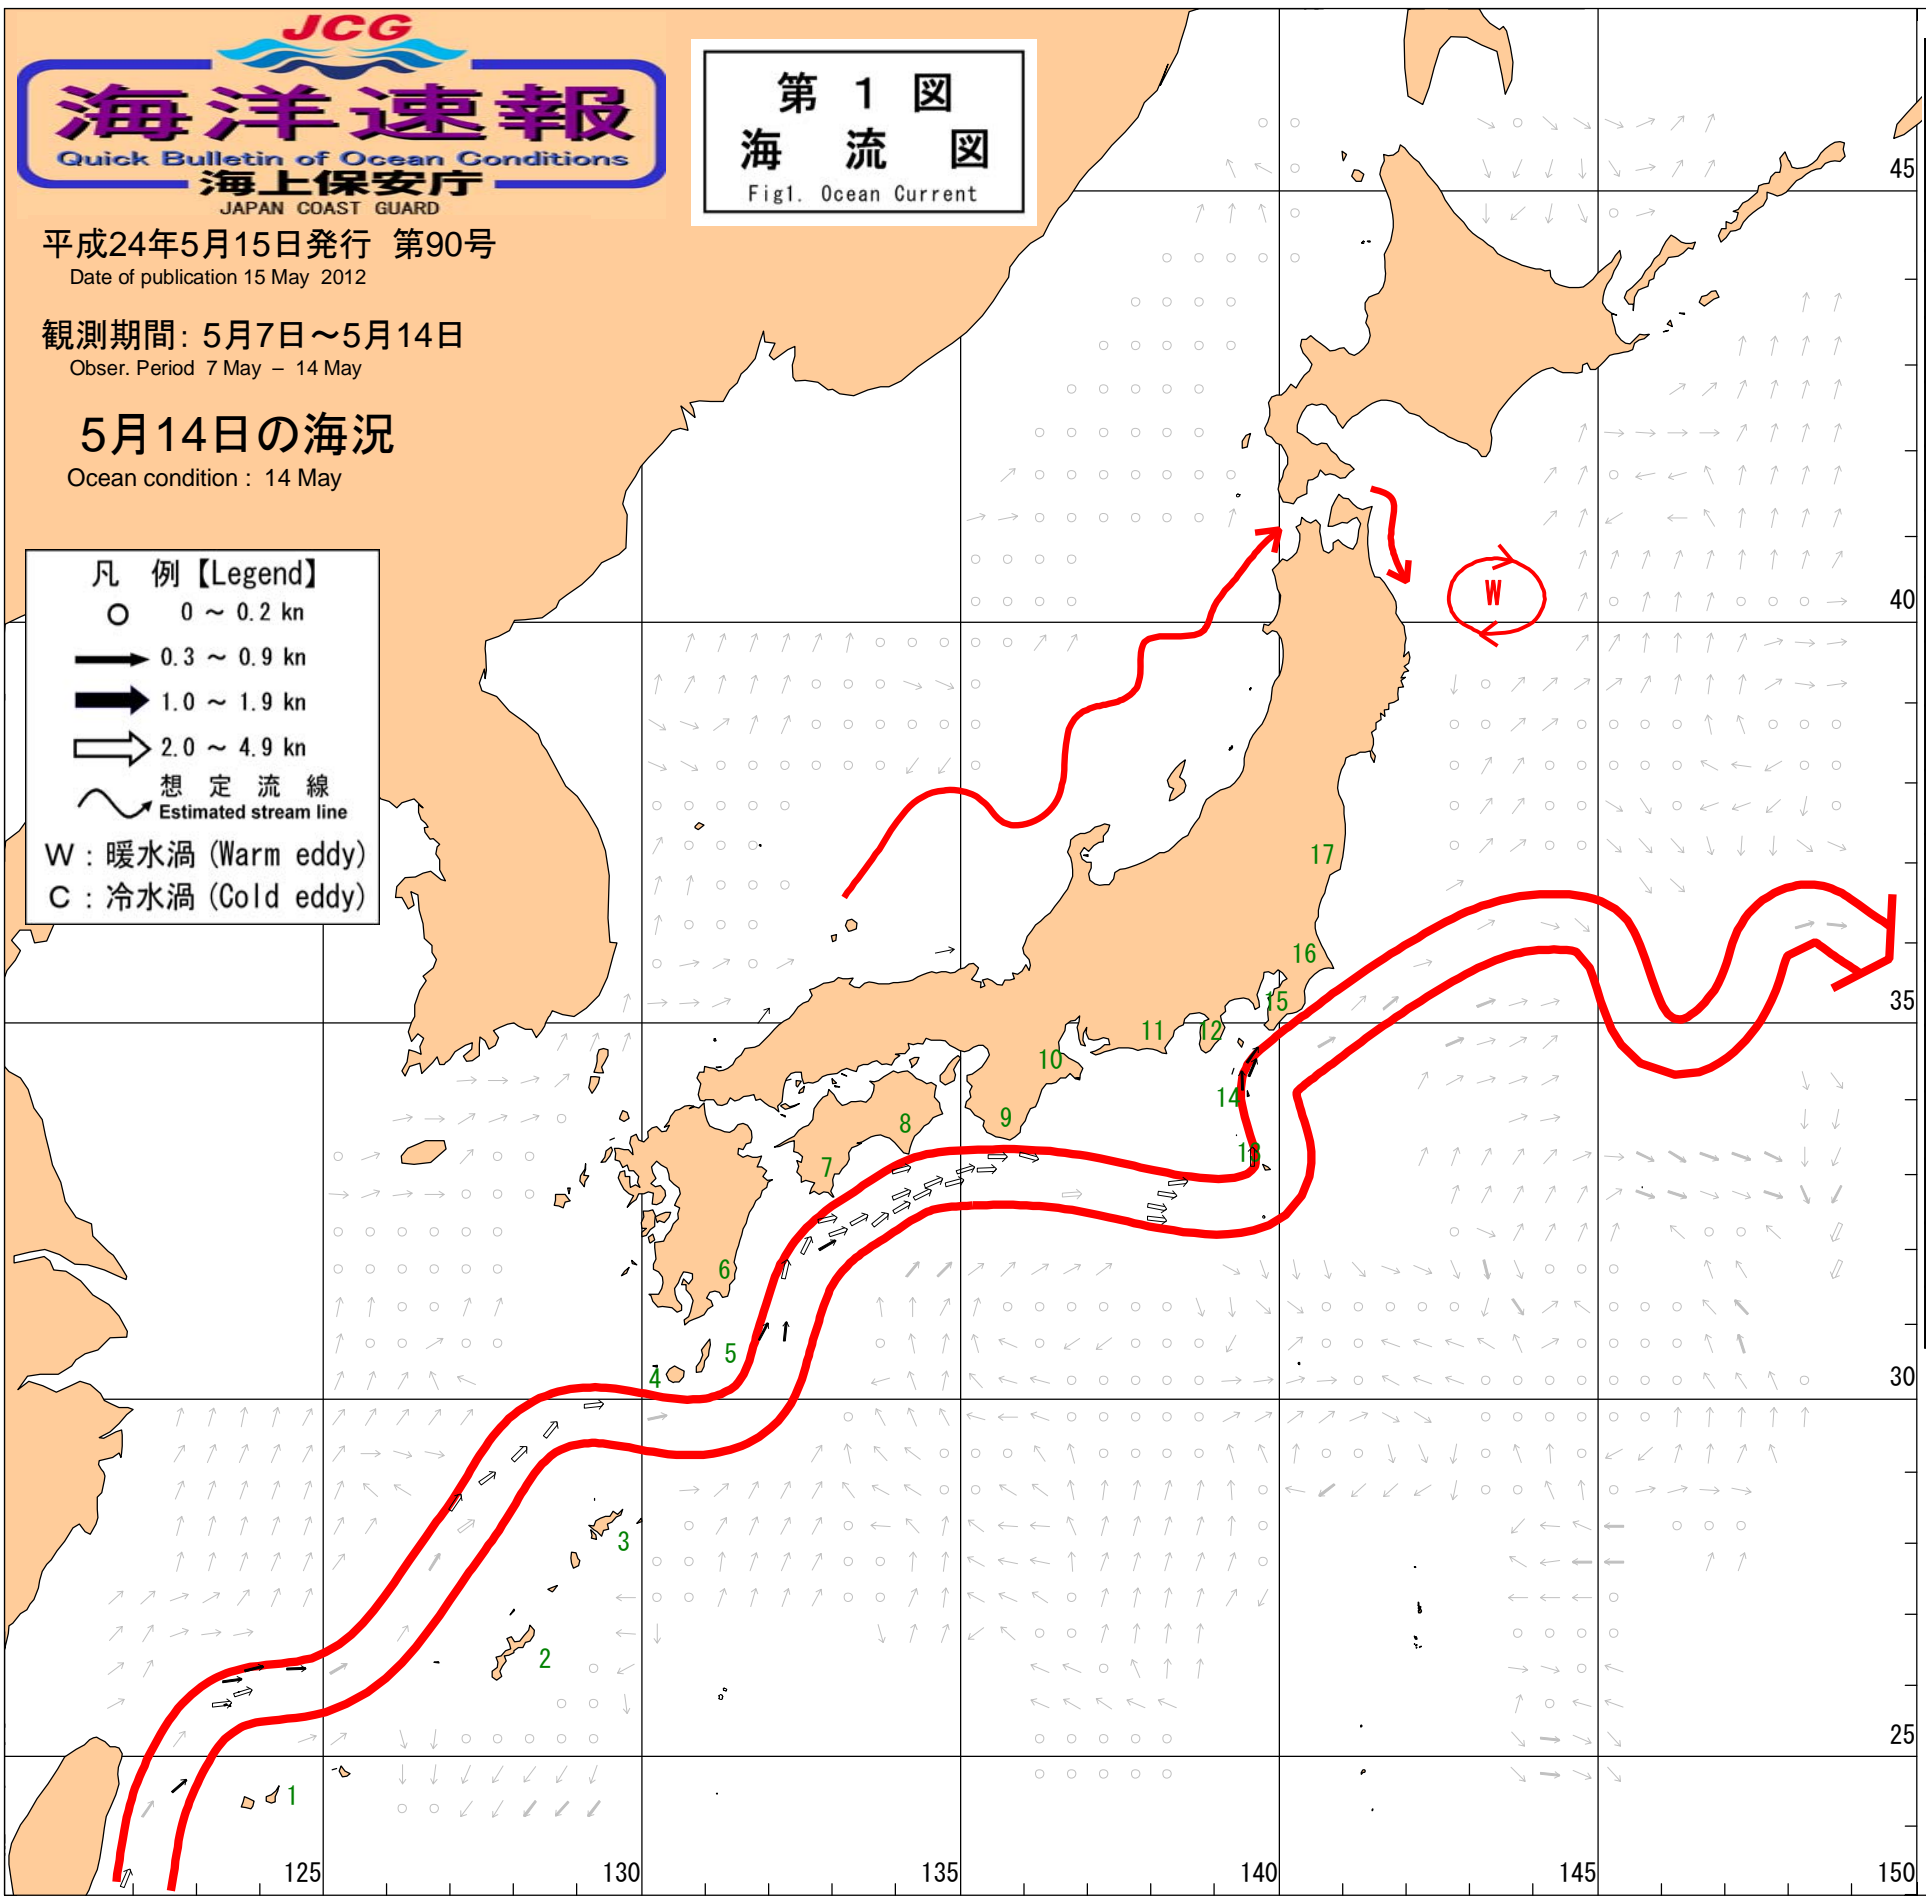 JCG
海洋速報
Quick Bulletin of Ocean Conditions
海上保安庁
JAPAN COAST GUARD
第 1 図
海 流 図
Fig1. Ocean Current
平成24年5月15日発行 第90号
Date of publication 15 May 2012
観測期間: 5月7日～5月14日
Obser. Period 7 May – 14 May
5月14日の海況
Ocean condition : 14 May
凡 例【Legend】
0 ～ 0.2 kn
0.3 ～ 0.9 kn
1.0 ～ 1.9 kn
2.0 ～ 4.9 kn
想 定 流 線
Estimated stream line
W : 暖水渦 (Warm eddy)
C : 冷水渦 (Cold eddy)
45
W
40
17
16
35
15
12
11
10
14
9
8
13
7
6
5
4
30
3
2
25
1
125
130
135
140
145
150